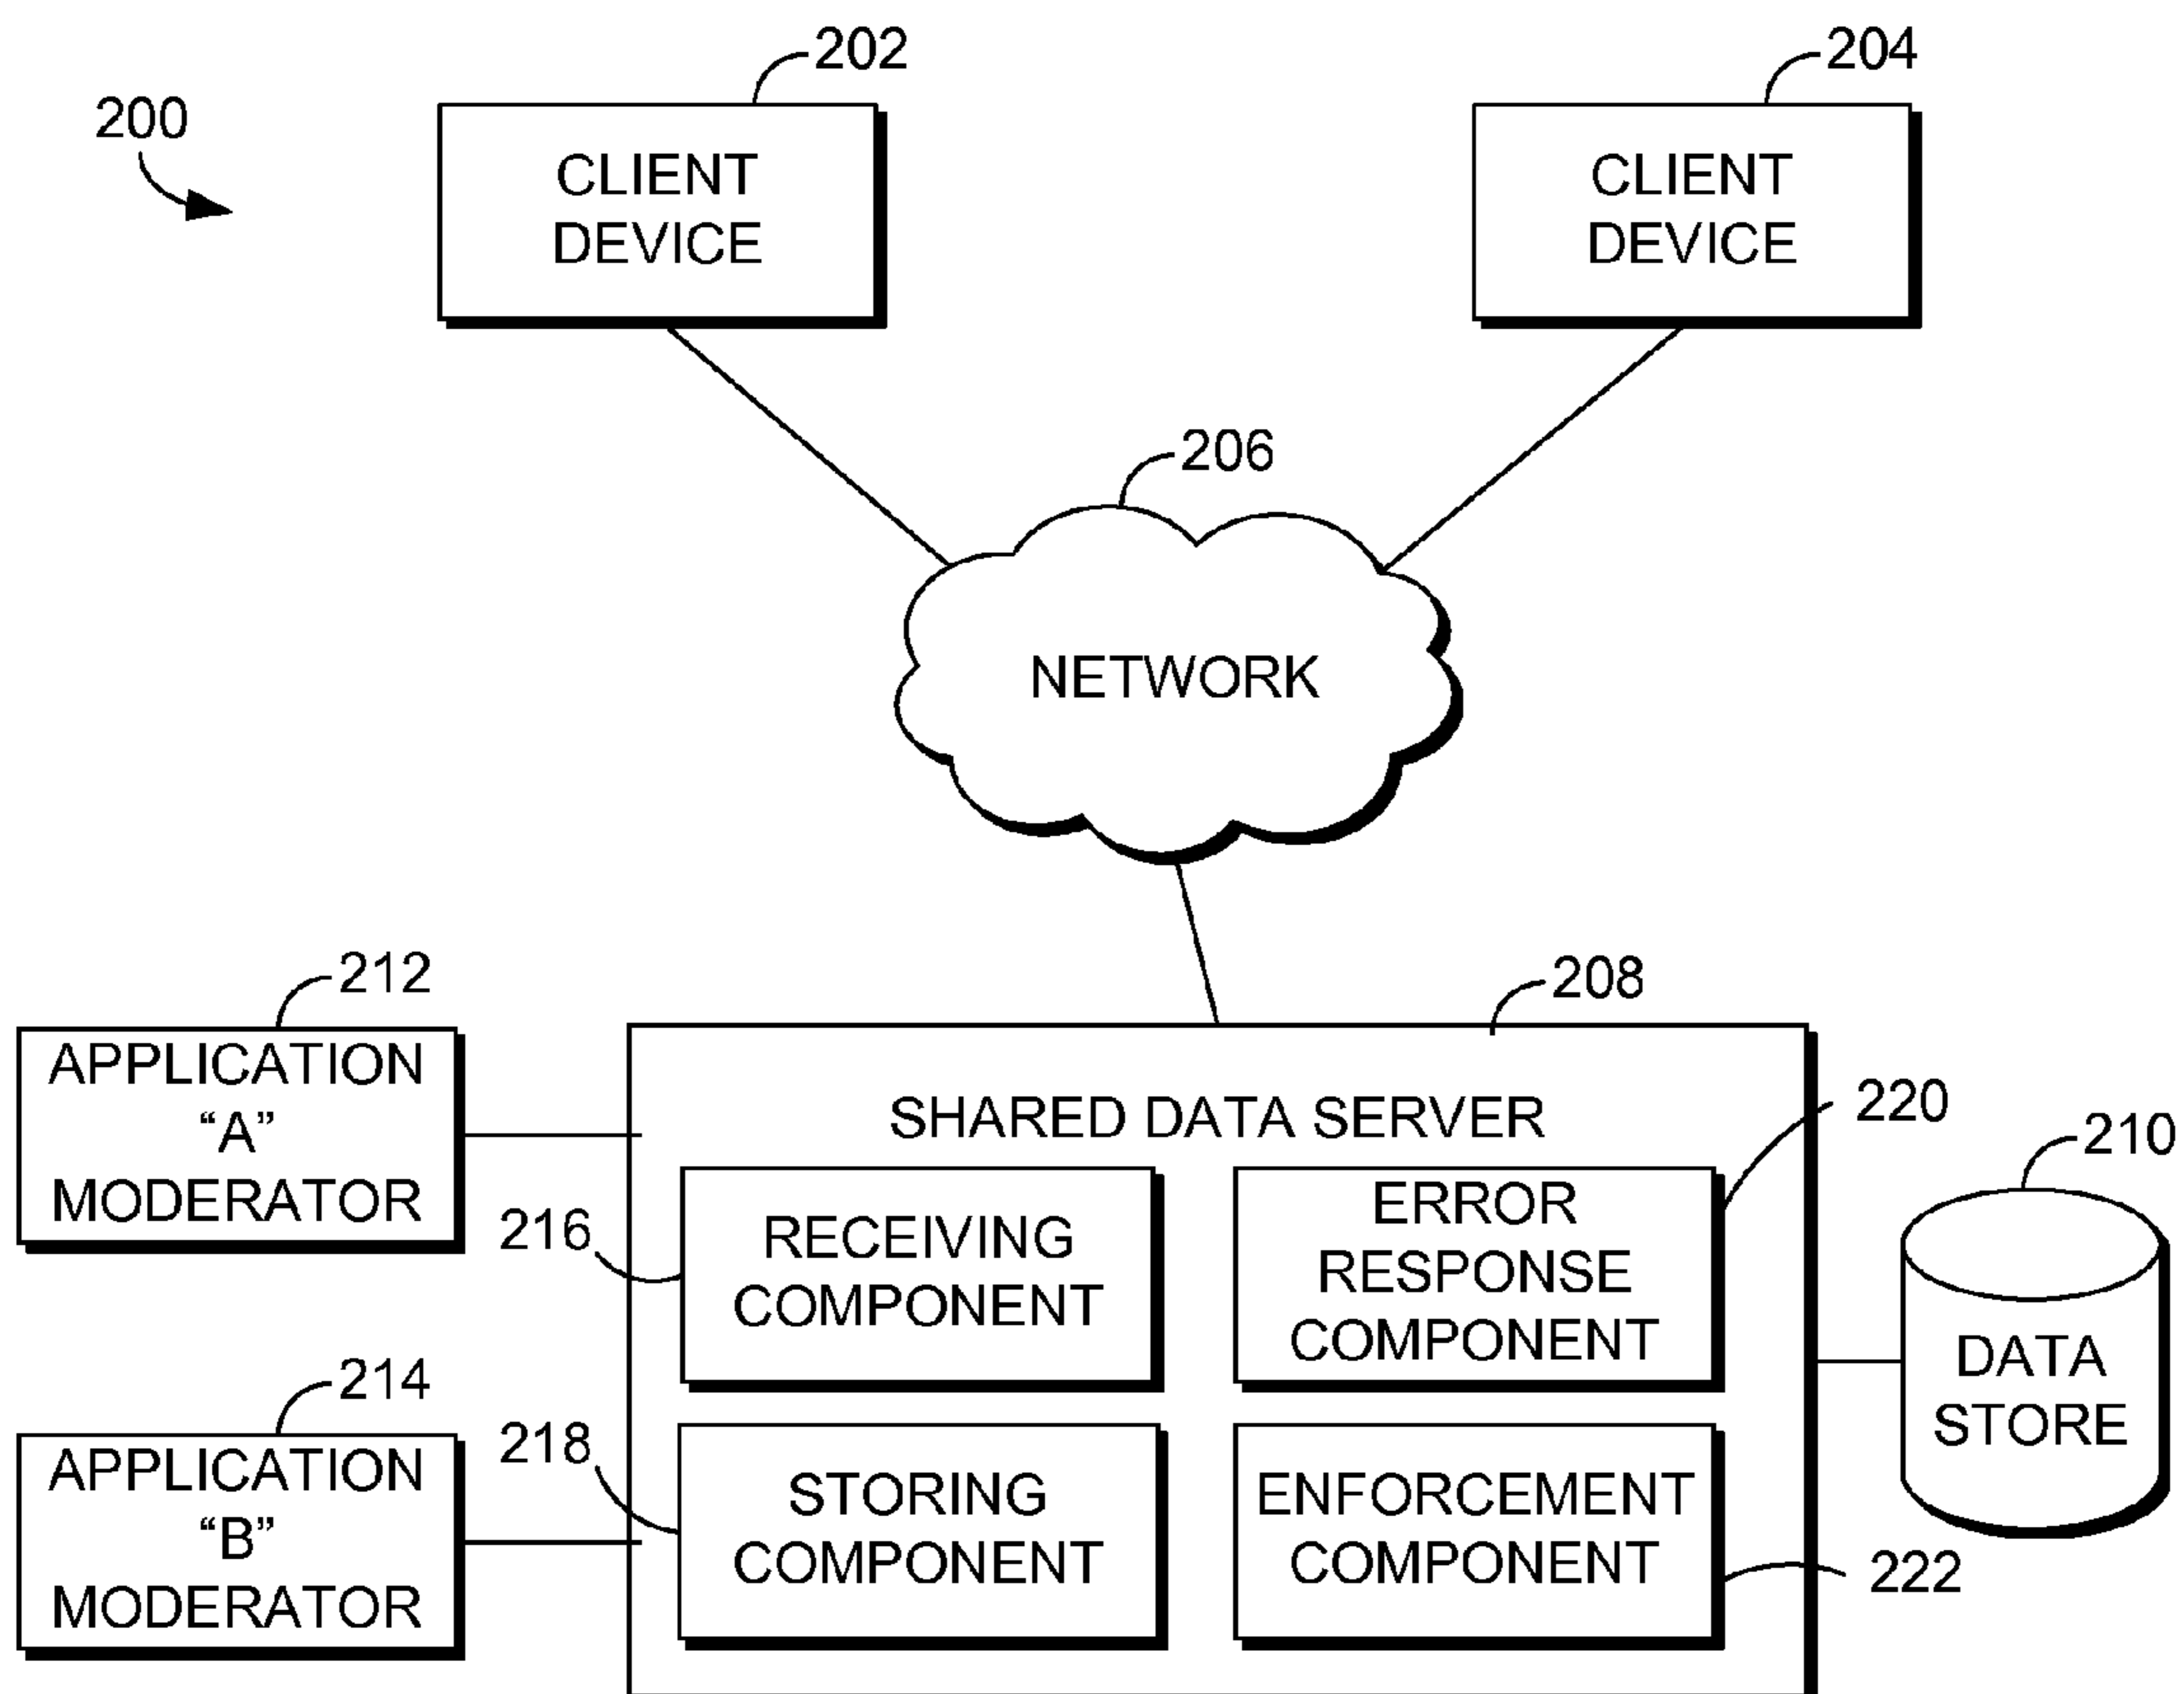 202
204
200
CLIENT
DEVICE
CLIENT
DEVICE
206
NETWORK
212
208
APPLICATION
“A”
MODERATOR
SHARED DATA SERVER
220
210
216
RECEIVING
COMPONENT
ERROR
RESPONSE
COMPONENT
DATA
STORE
214
218
APPLICATION
“B”
MODERATOR
STORING
COMPONENT
ENFORCEMENT
COMPONENT
222